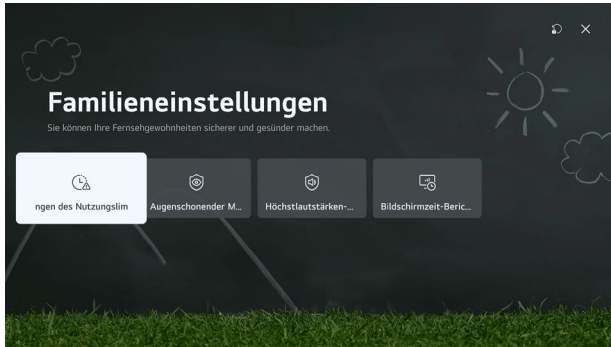 Familieneinstellungen
Sie können Ihre Fernsehgewohnheiten sicherer und gesünder machen.
ngen des Nutzungslim
Augenschonender M...
Höchstlautstärken-...
Bildschirmzeit-Beric...